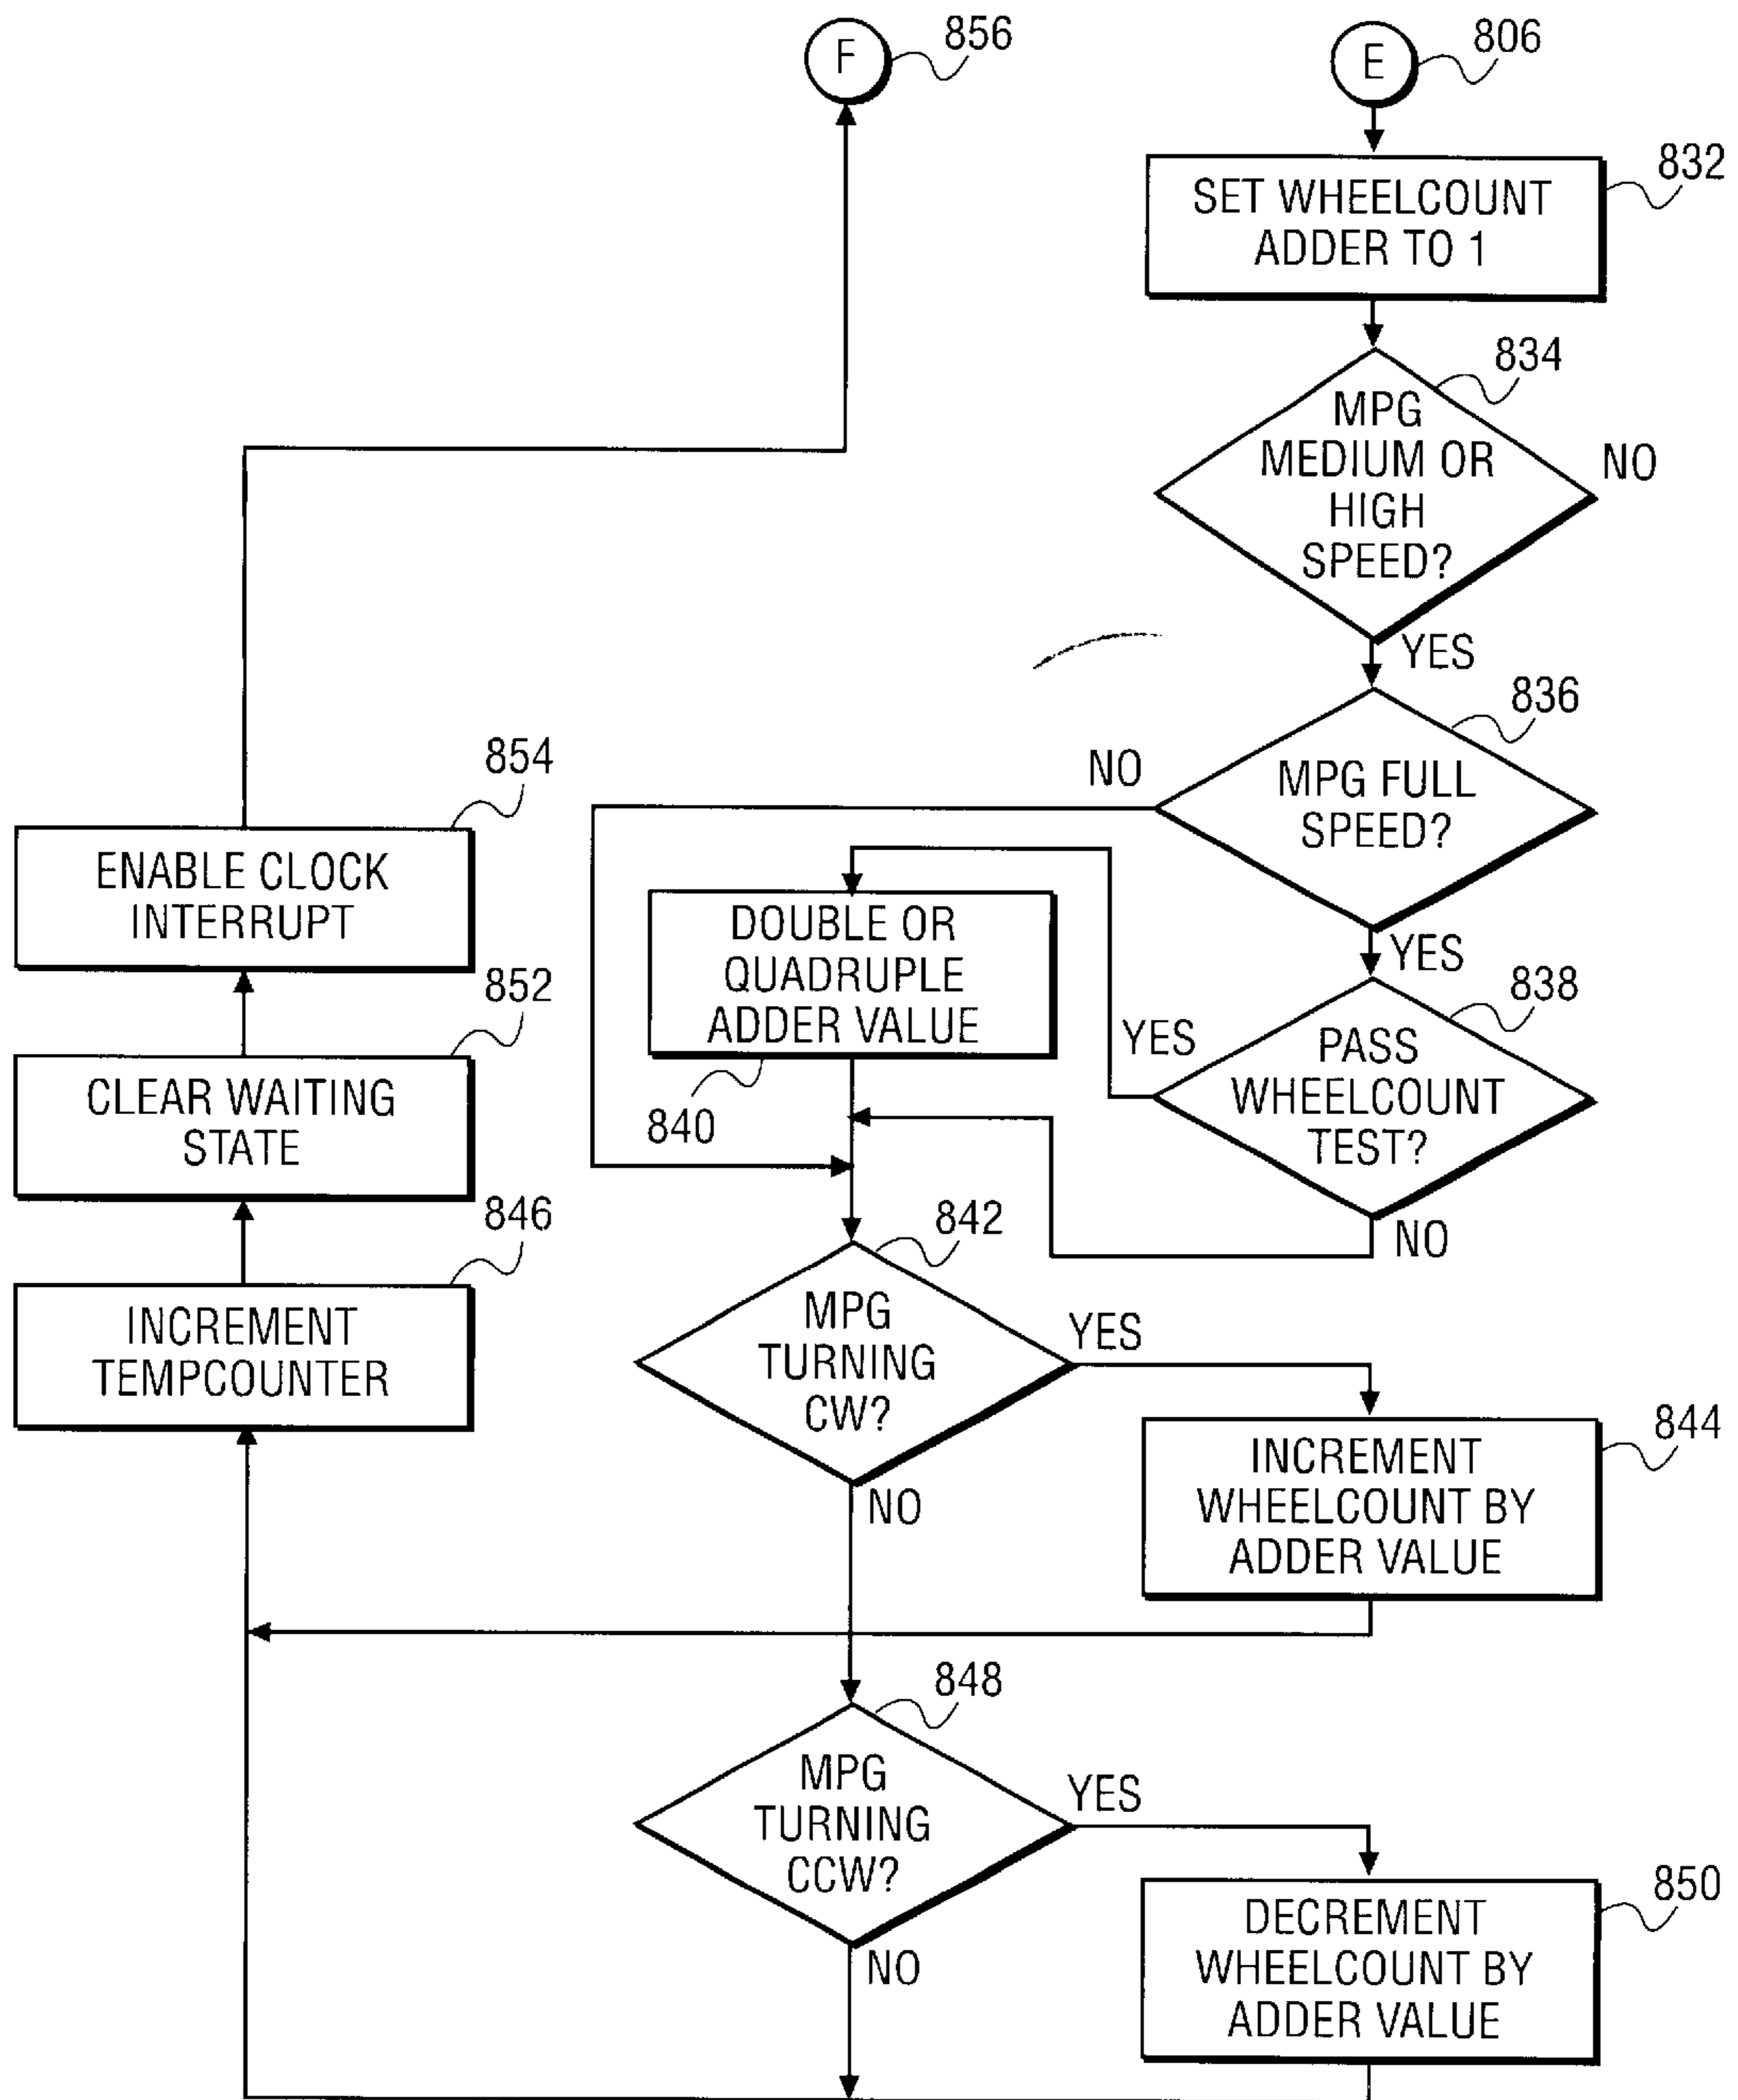 F
856
E
806
832
SET WHEELCOUNT
ADDER TO 1
834
MPG
MEDIUM OR
HIGH
SPEED?
NO
YES
836
MPG FULL
SPEED?
NO
YES
854
ENABLE CLOCK
INTERRUPT
DOUBLE OR
QUADRUPLE
ADDER VALUE
840
838
PASS
WHEELCOUNT
TEST?
YES
NO
852
CLEAR WAITING
STATE
846
INCREMENT
TEMPCOUNTER
842
MPG
TURNING
CW?
YES
NO
844
INCREMENT
WHEELCOUNT BY
ADDER VALUE
848
MPG
TURNING
CCW?
YES
NO
850
DECREMENT
WHEELCOUNT BY
ADDER VALUE